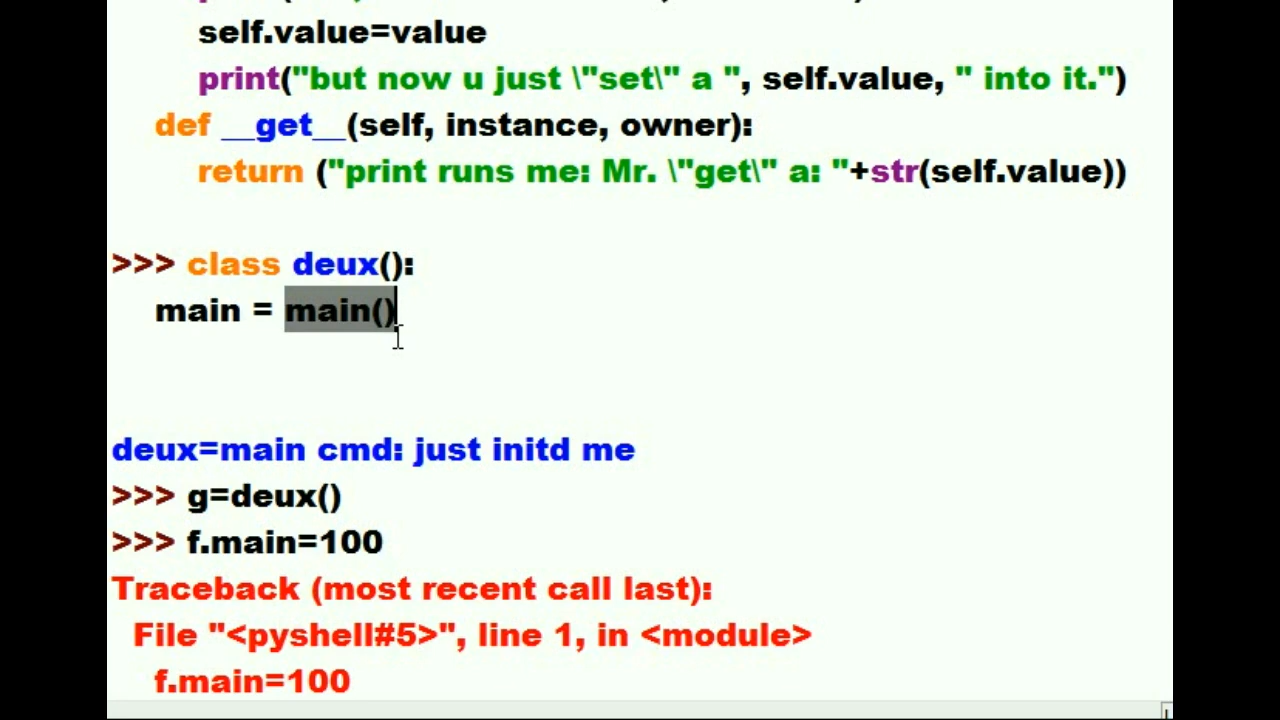 self.value=value
print("but now u just \"set\" a ", self.value, " into it.")
def __get__(self, instance, owner):
return ("print runs me: Mr. \"get\" a: "+str(self.value))
>>> class deux():
main = main()
deux=main cmd: just initd me
>>> g=deux()
>>> f.main=100
Traceback (most recent call last):
File "<pyshell#5>", line 1, in <module>
f.main=100